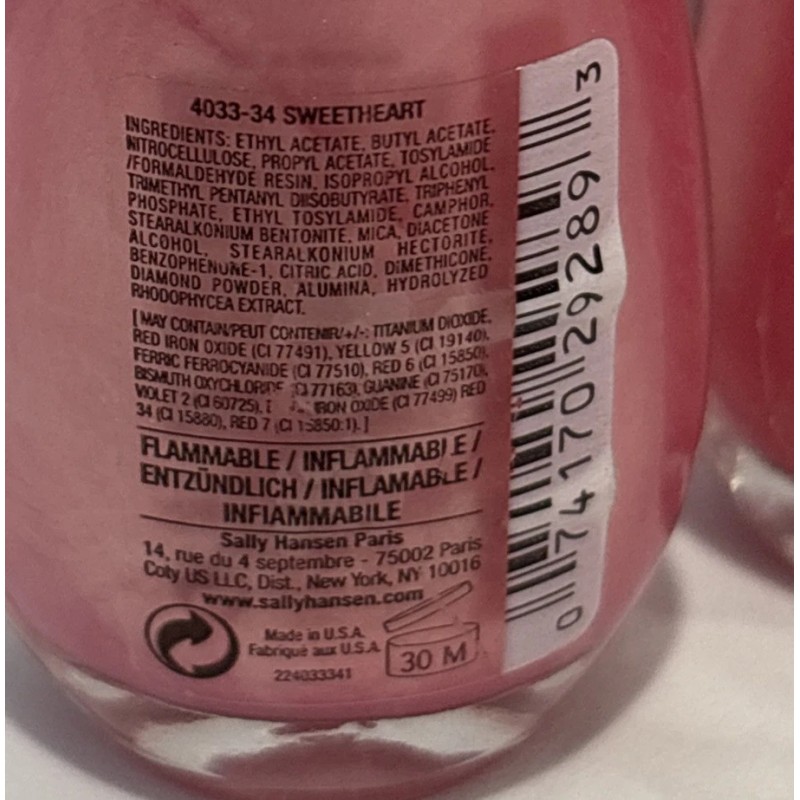 4033-34 SWEETHEART
INGREDIENTS: ETHYL ACETATE, BUTYL ACETATE,
NITROCELLULOSE, PROPYL ACETATE, TOSYLAMIDE
/FORMALDEHYDE RESIN, ISOPROPYL ALCOHOL,
TRIMETHYL PENTANYL DIISOBUTYRATE, TRIPHENYL
PHOSPHATE, ETHYL TOSYLAMIDE, CAMPHOR,
STEARALKONIUM BENTONITE, MICA, DIACETONE
ALCOHOL, STEARALKONIUM HECTORITE,
BENZOPHENONE-1, CITRIC ACID, DIMETHICONE,
DIAMOND POWDER, ALUMINA, HYDROLYZED
RHODOPHYCEA EXTRACT.
[ MAY CONTAIN/PEUT CONTENIR/+/-: TITANIUM DIOXIDE,
RED IRON OXIDE (CI 77491), YELLOW 5 (CI 19140),
FERRIC FERROCYANIDE (CI 77510), RED 6 (CI 15850),
BISMUTH OXYCHLORIDE (CI 77163), GUANINE (CI 75170),
VIOLET 2 (CI 60725), IRON OXIDE (CI 77499) RED
34 (CI 15880), RED 7 (CI 15850:1). ]
FLAMMABLE / INFLAMMABLE /
ENTZÜNDLICH / INFLAMABLE /
INFIAMMABILE
Sally Hansen Paris
14, rue du 4 septembre - 75002 Paris
Coty US LLC, Dist., New York, NY 10016
www.sallyhansen.com
Made in U.S.A.
Fabriqué aux U.S.A.
224033341
30 M
0 74170 29289 3